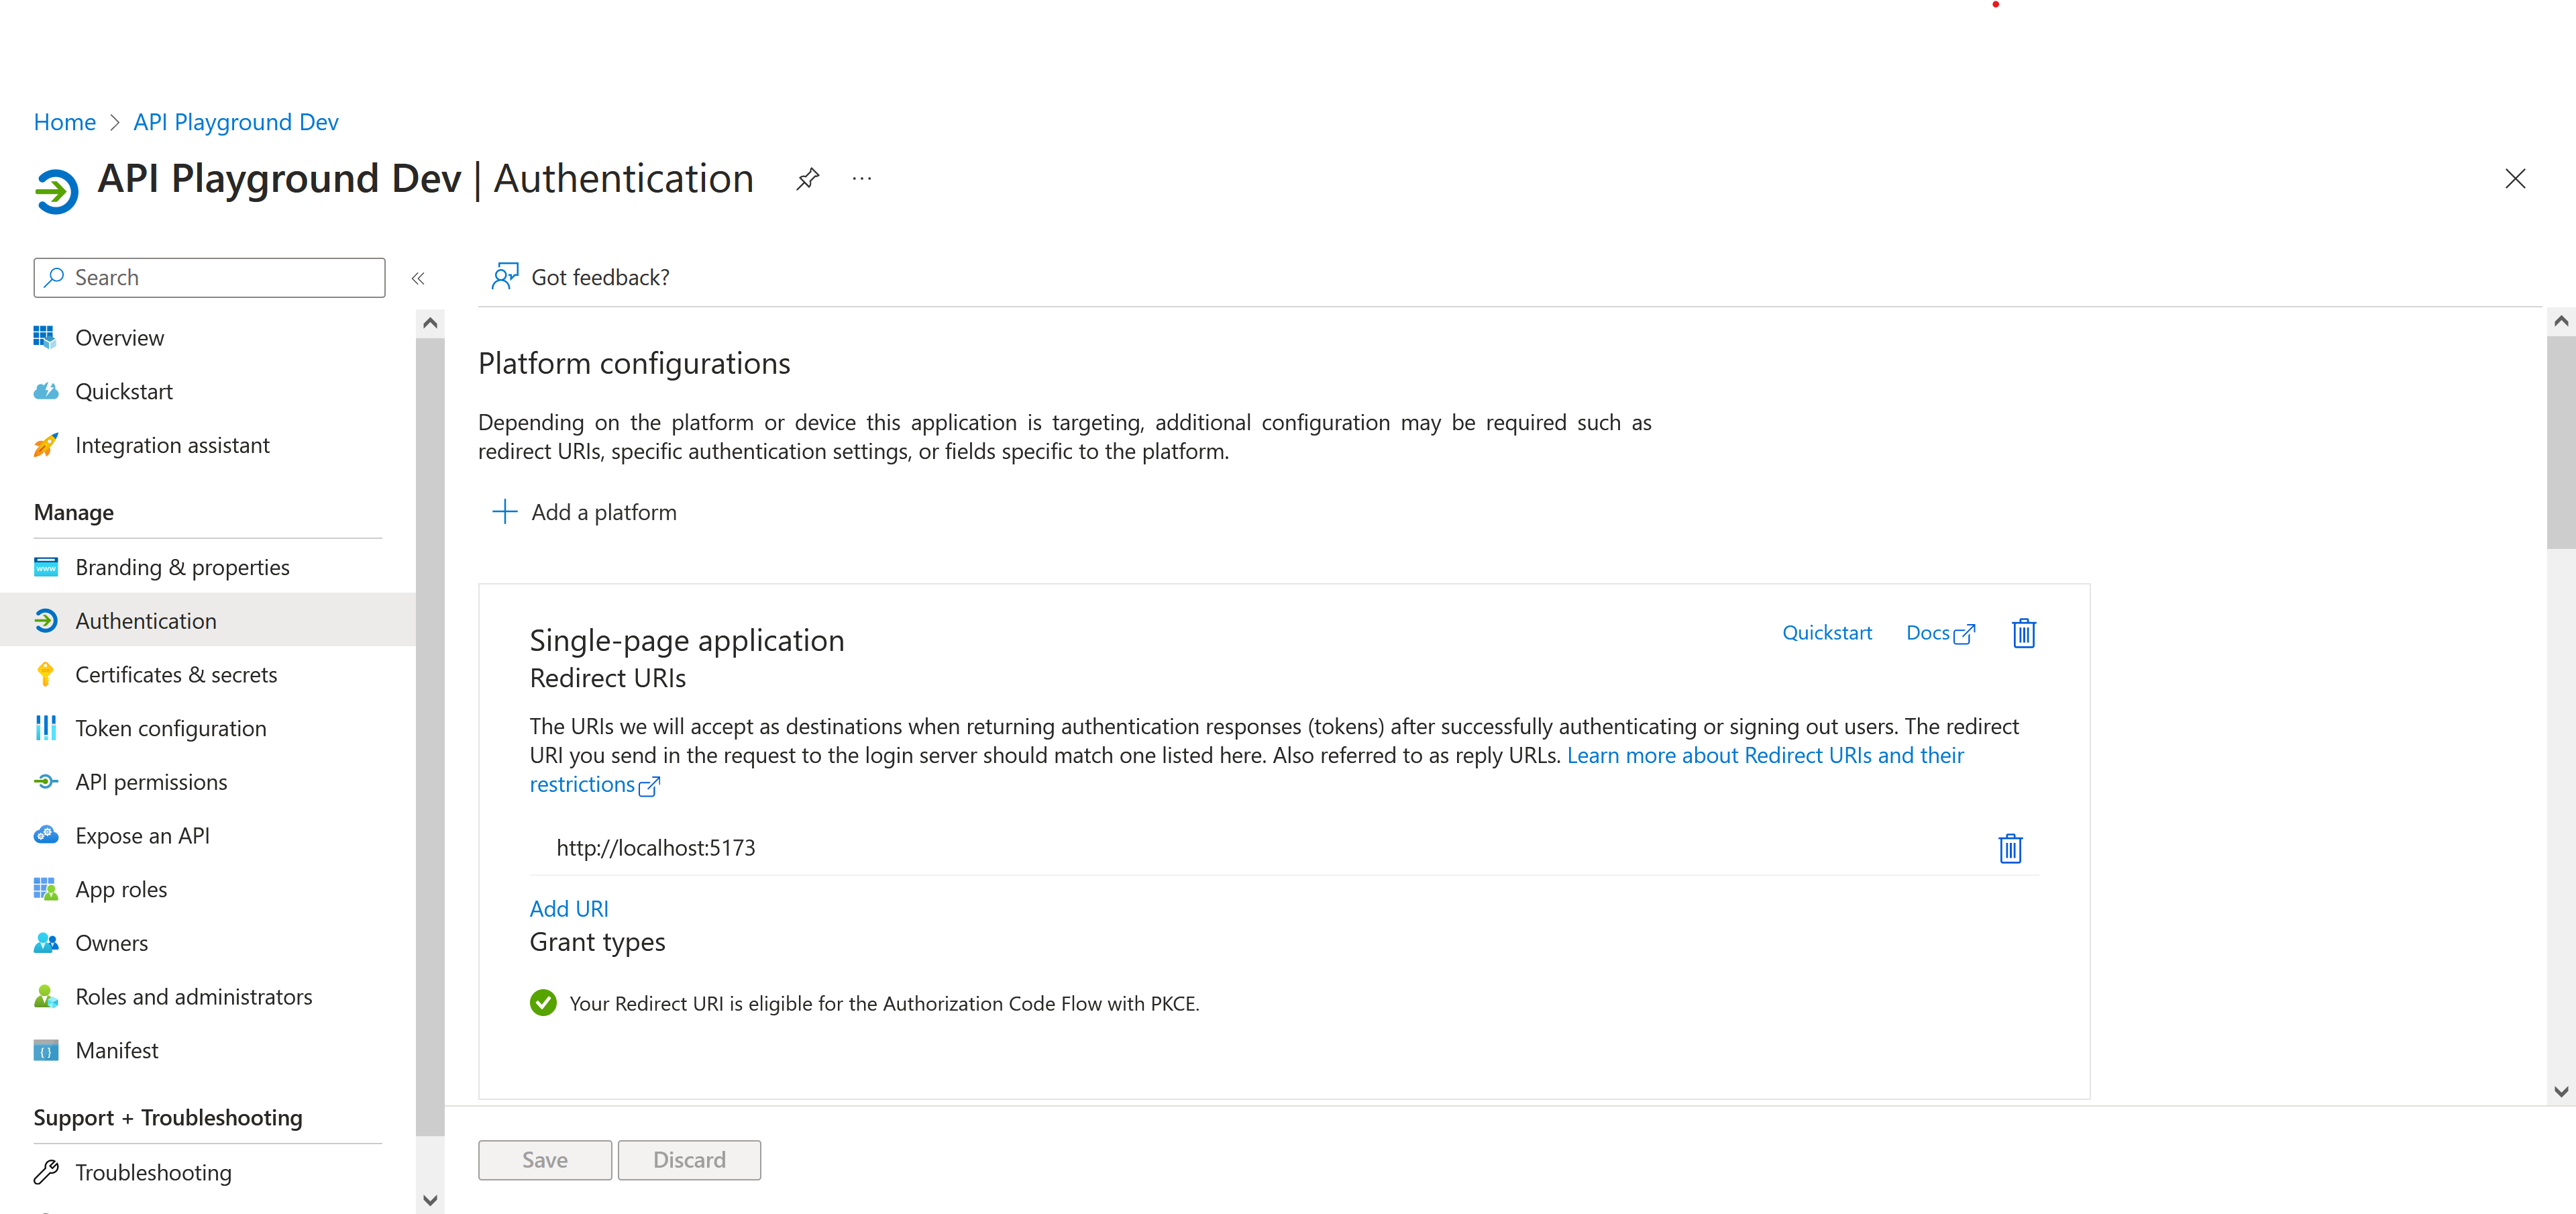 Home > API Playground Dev
API Playground Dev | Authentication
Search
Got feedback?
Overview
Quickstart
Integration assistant
Manage
Branding & properties
Authentication
Certificates & secrets
Token configuration
API permissions
Expose an API
App roles
Owners
Roles and administrators
Manifest
Support + Troubleshooting
Troubleshooting
Platform configurations
Depending on the platform or device this application is targeting, additional configuration may be required such as
redirect URIs, specific authentication settings, or fields specific to the platform.
Add a platform
Single-page application
Quickstart
Docs
Redirect URIs
The URIs we will accept as destinations when returning authentication responses (tokens) after successfully authenticating or signing out users. The redirect
URI you send in the request to the login server should match one listed here. Also referred to as reply URLs. Learn more about Redirect URIs and their
restrictions
http://localhost:5173
Add URI
Grant types
Your Redirect URI is eligible for the Authorization Code Flow with PKCE.
Save
Discard